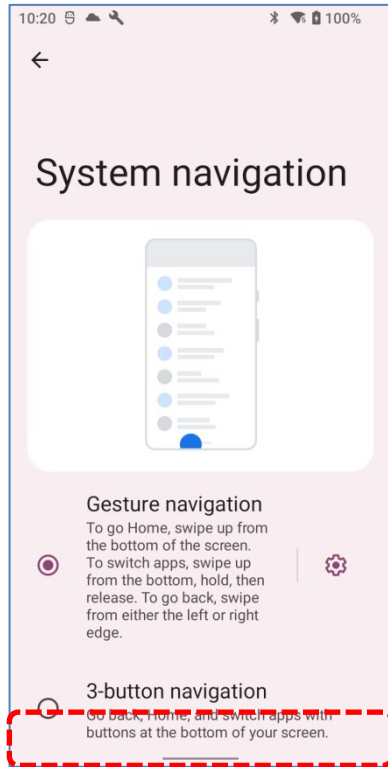 10:20 100%
System navigation
Gesture navigation
To go Home, swipe up from
the bottom of the screen.
To switch apps, swipe up
from the bottom, hold, then
release. To go back, swipe
from either the left or right
edge.
3-button navigation
Go back, Home, and switch apps with
buttons at the bottom of your screen.